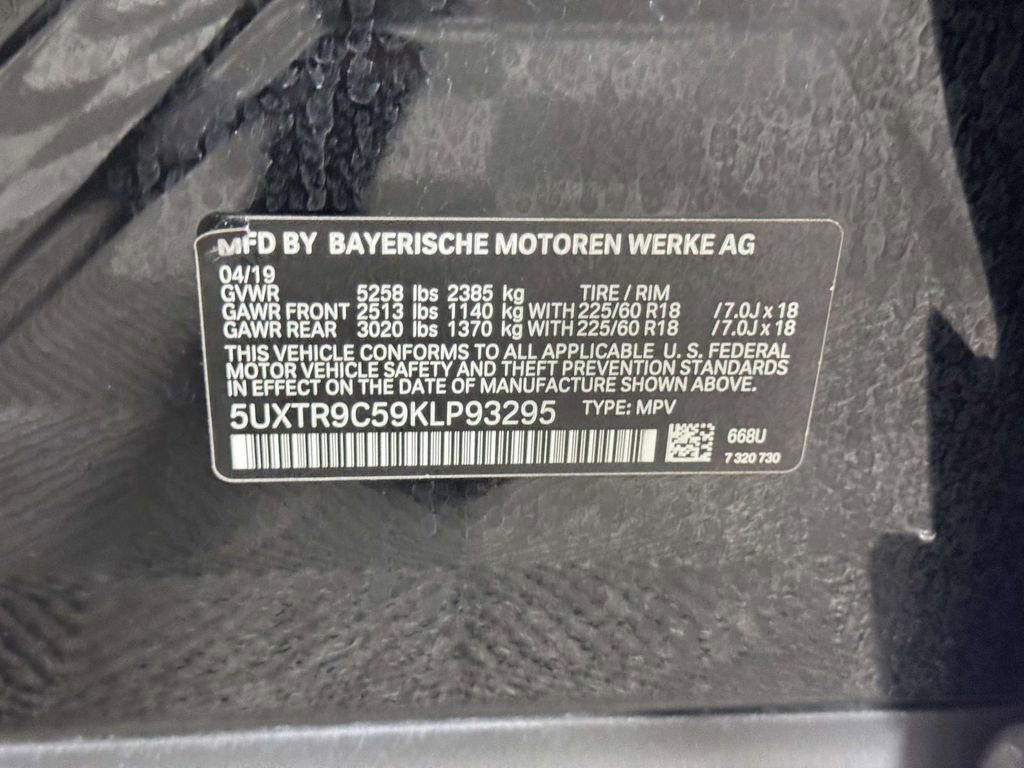 MFD BY BAYERISCHE MOTOREN WERKE AG
04/19
GVWR 5258 lbs 2385 kg TIRE / RIM
GAWR FRONT 2513 lbs 1140 kg WITH 225/60 R18 /7.0J x 18
GAWR REAR 3020 lbs 1370 kg WITH 225/60 R18 /7.0J x 18
THIS VEHICLE CONFORMS TO ALL APPLICABLE U. S. FEDERAL
MOTOR VEHICLE SAFETY AND THEFT PREVENTION STANDARDS
IN EFFECT ON THE DATE OF MANUFACTURE SHOWN ABOVE.
5UXTR9C59KLP93295 TYPE: MPV
668U
7 320 730